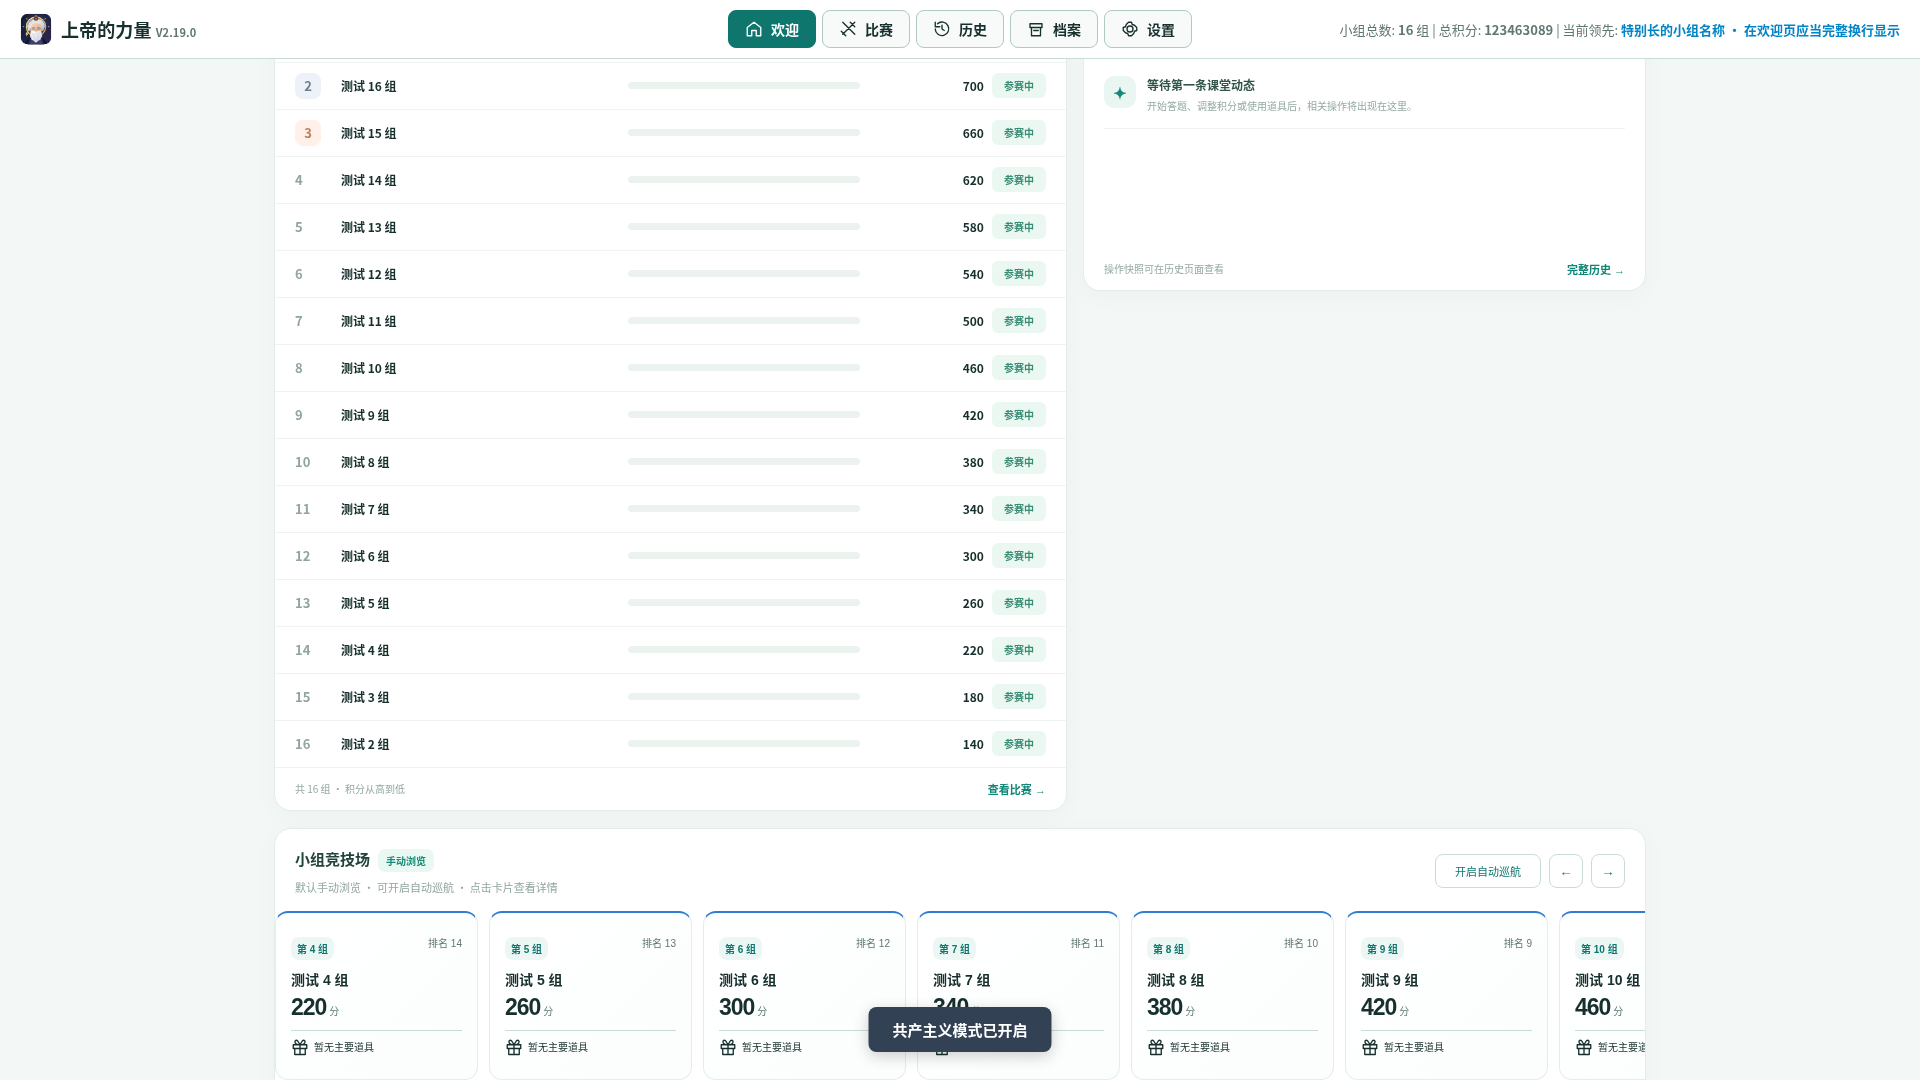 上帝的力量 V2.19.0
欢迎
比赛
历史
档案
设置
小组总数: 16 组 | 总积分: 123463089 | 当前领先: 特别长的小组名称 · 在欢迎页应当完整换行显示
2 测试 16 组 700 参赛中
3 测试 15 组 660 参赛中
4 测试 14 组 620 参赛中
5 测试 13 组 580 参赛中
6 测试 12 组 540 参赛中
7 测试 11 组 500 参赛中
8 测试 10 组 460 参赛中
9 测试 9 组 420 参赛中
10 测试 8 组 380 参赛中
11 测试 7 组 340 参赛中
12 测试 6 组 300 参赛中
13 测试 5 组 260 参赛中
14 测试 4 组 220 参赛中
15 测试 3 组 180 参赛中
16 测试 2 组 140 参赛中
共 16 组 · 积分从高到低
查看比赛 →
等待第一条课堂动态
开始答题、调整积分或使用道具后，相关操作将出现在这里。
操作快照可在历史页面查看
完整历史 →
小组竞技场 手动浏览
默认手动浏览 · 可开启自动巡航 · 点击卡片查看详情
开启自动巡航 ← →
第 4 组 排名 14
测试 4 组
220 分
暂无主要道具
第 5 组 排名 13
测试 5 组
260 分
暂无主要道具
第 6 组 排名 12
测试 6 组
300 分
暂无主要道具
第 7 组 排名 11
测试 7 组
340
第 8 组 排名 10
测试 8 组
380 分
暂无主要道具
第 9 组 排名 9
测试 9 组
420 分
暂无主要道具
第 10 组
测试 10 组
460 分
暂无主要道
共产主义模式已开启